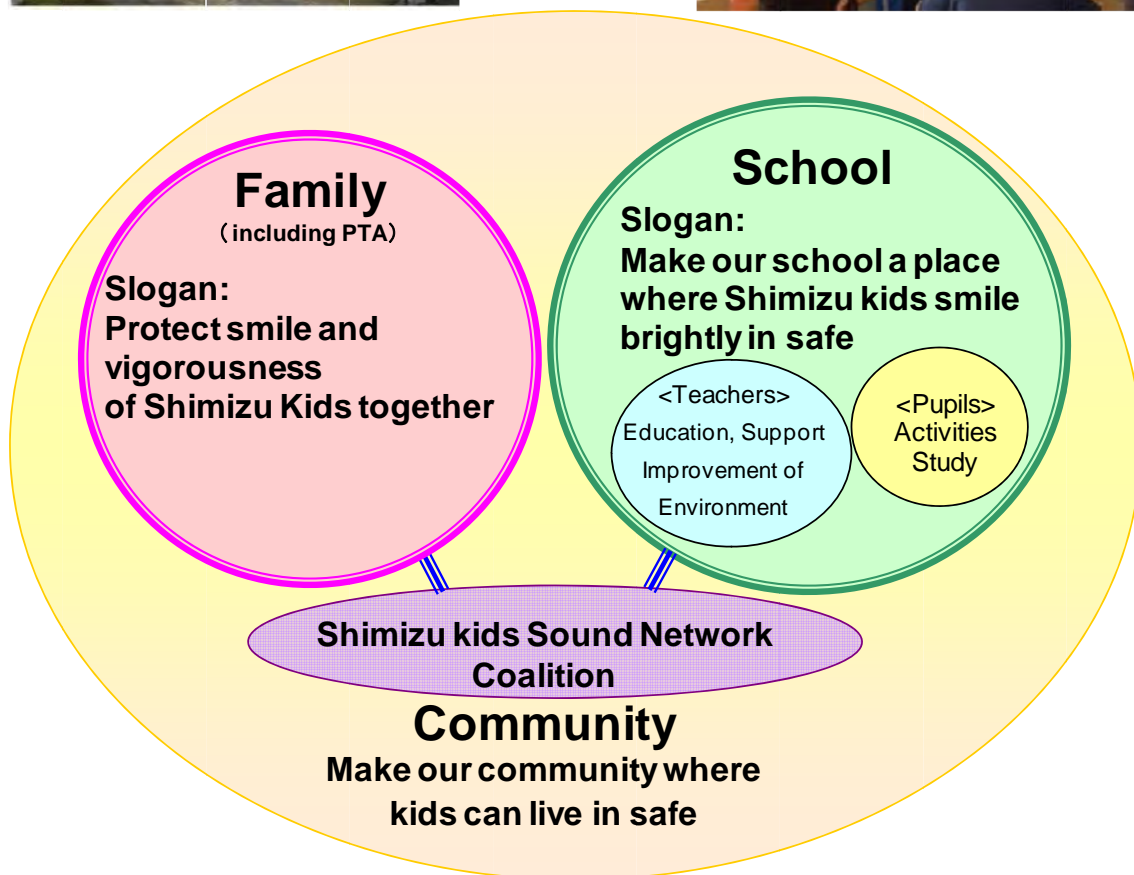 Family
（including PTA）
Slogan:
Protect smile and
vigorousness
of Shimizu Kids together
School
Slogan:
Make our school a place
where Shimizu kids smile
brightly in safe
<Teachers>
Education, Support
Improvement of
Environment
<Pupils>
Activities
Study
Shimizu kids Sound Network
Coalition
Community
Make our community where
kids can live in safe